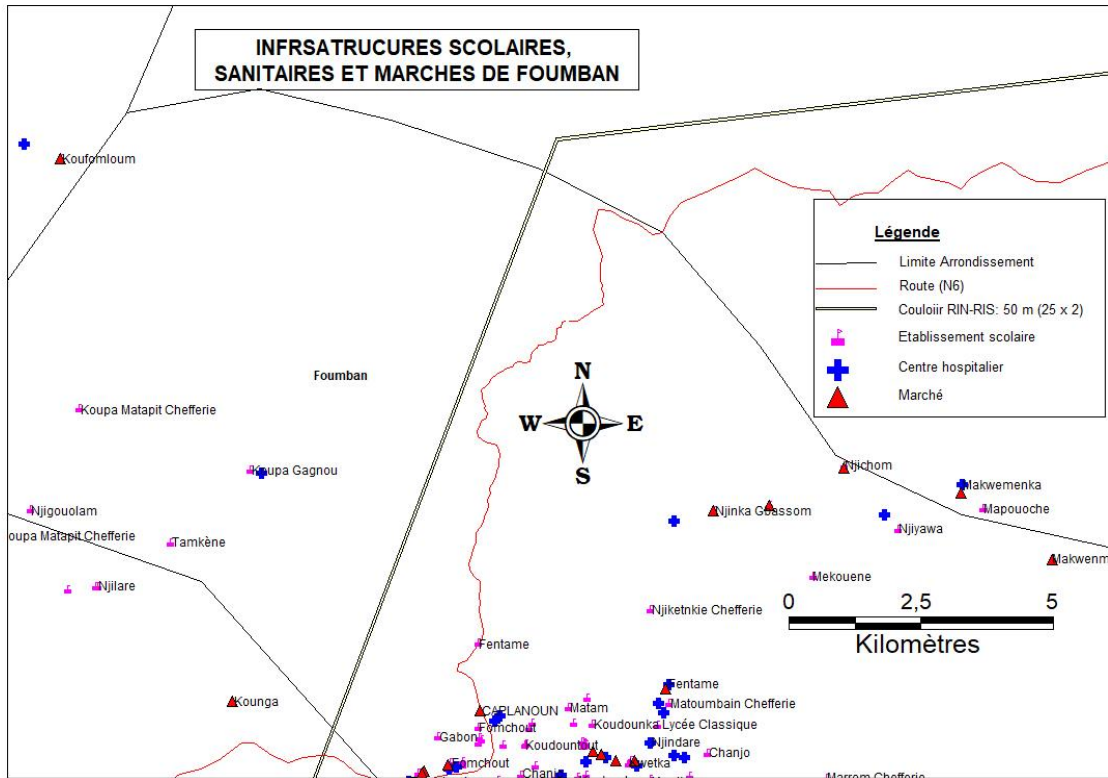 INFRSATRUCURES SCOLAIRES,
SANITAIRES ET MARCHES DE FOUMBAN
Koufomloum
Légende
Limite Arrondissement
Route (N6)
Couloiir RIN-RIS: 50 m (25 x 2)
Etablissement scolaire
Centre hospitalier
Marché
Foumban
N
W E
S
Koupa Matapit Chefferie
Koupa Gagnou
Njichom
Makwemenka
Njigouolam
Njinka Gbassom
Mapouoche
Njiyawa
oupa Matapit Chefferie
Tamkène
Makwenm
Njilare
Mekouene
Njiketnkie Chefferie
0 2,5 5
Kilomètres
Fentame
Fentame
Kounga
CAPLANOUN
Matam
Matoumbain Chefferie
Fomchout
Koudounka
Lycée Classique
Gabon
Koudountout
Njindare
Chanjo
Fomchout
Chanjo
Marrom Chefferie